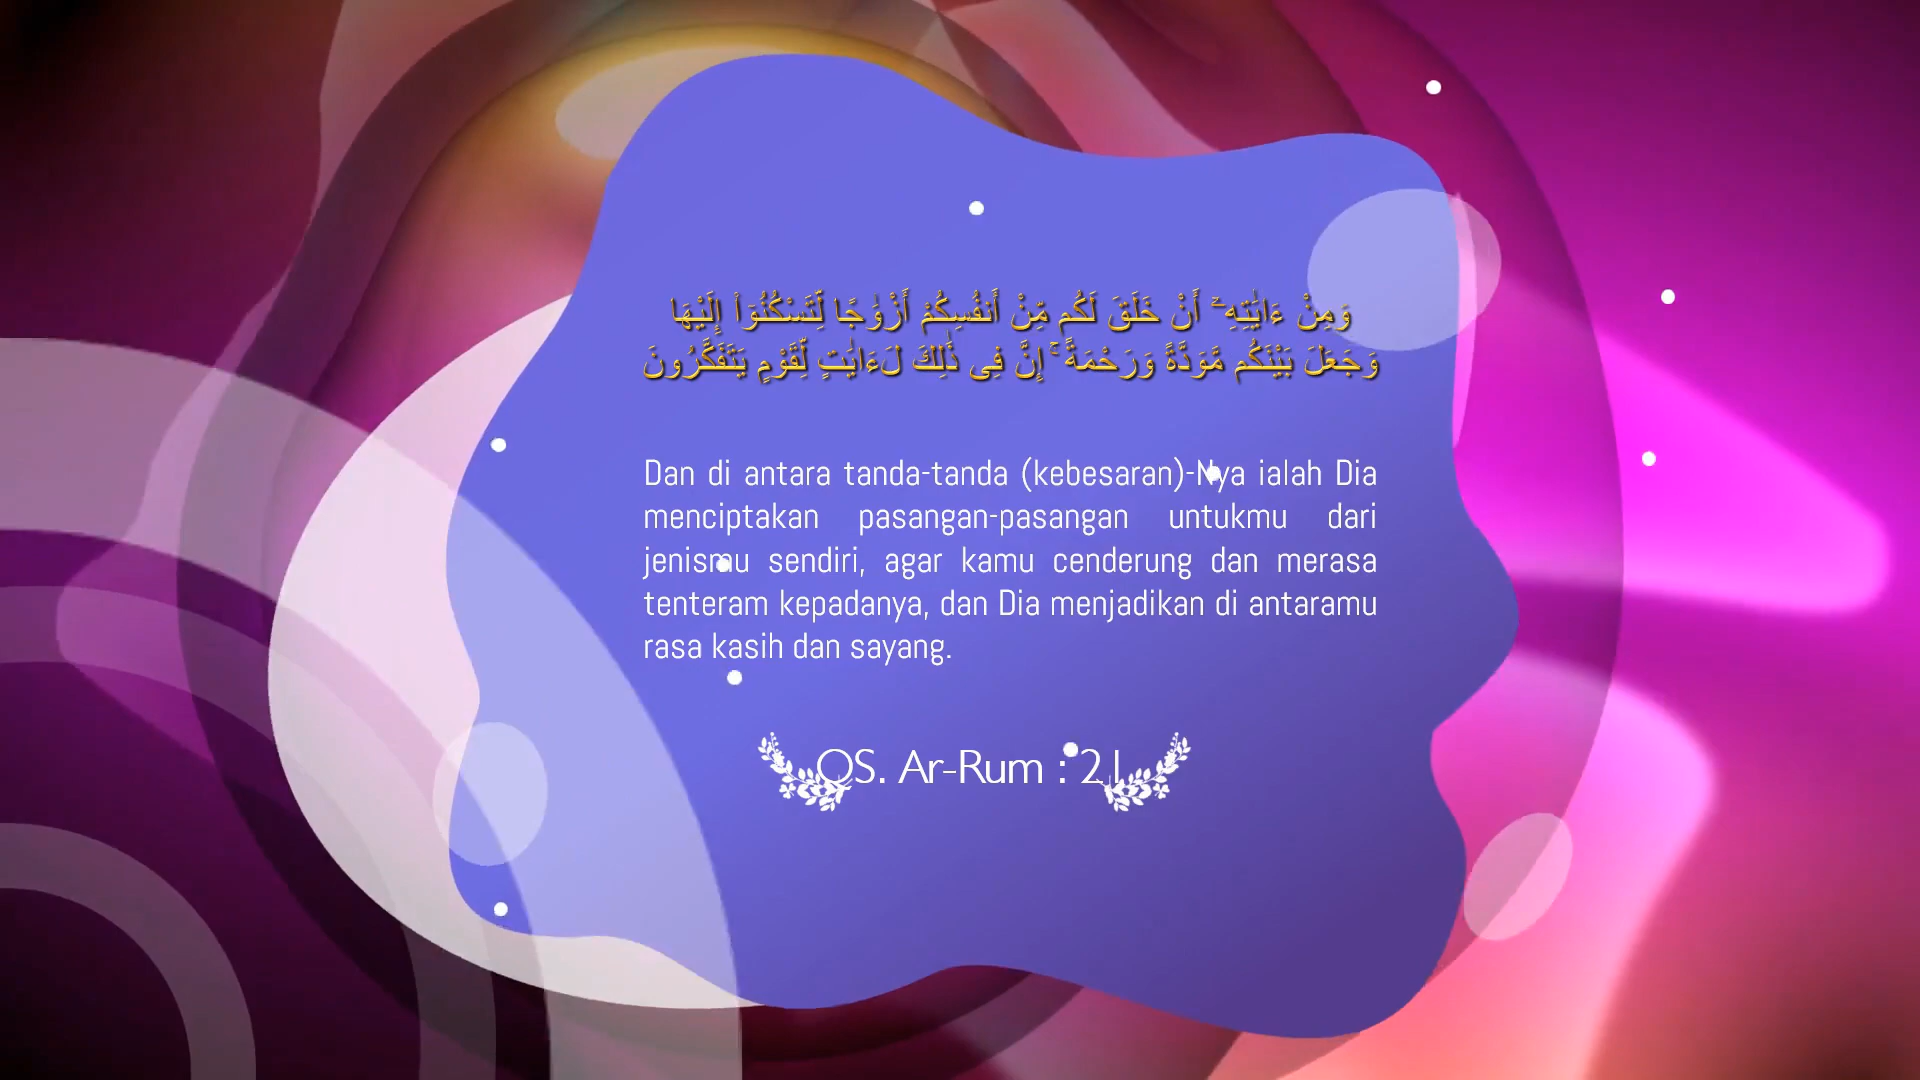 وَمِنْ ءَايَٰتِهِۦٓ أَنْ خَلَقَ لَكُم مِّنْ أَنفُسِكُمْ أَزْوَٰجًا لِّتَسْكُنُوٓا۟ إِلَيْهَا
وَجَعَلَ بَيْنَكُم مَّوَدَّةً وَرَحْمَةً ۚ إِنَّ فِى ذَٰلِكَ لَءَايَٰتٍ لِّقَوْمٍ يَتَفَكَّرُونَ
Dan di antara tanda-tanda (kebesaran)-Nya ialah Dia
menciptakan pasangan-pasangan untukmu dari
jenismu sendiri, agar kamu cenderung dan merasa
tenteram kepadanya, dan Dia menjadikan di antaramu
rasa kasih dan sayang.
QS. Ar-Rum : 21